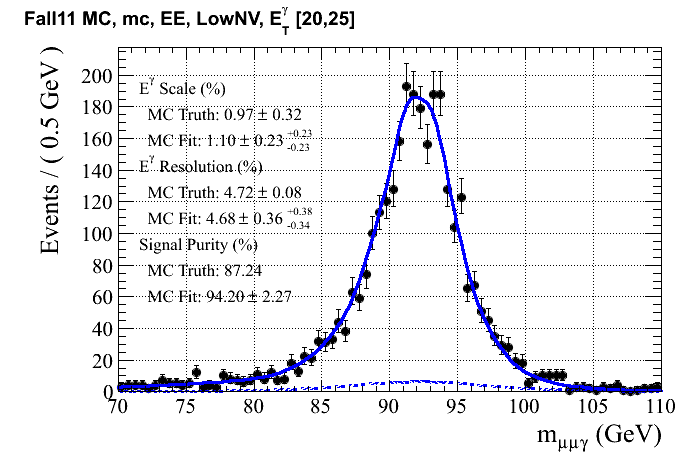 Fall11 MC, mc, EE, LowNV, E_T^γ [20,25]
Events / ( 0.5 GeV )
200
180
160
140
120
100
80
60
40
20
0
E^γ Scale (%)
MC Truth: 0.97 ± 0.32
MC Fit: 1.10 ± 0.23 +0.23 -0.23
E^γ Resolution (%)
MC Truth: 4.72 ± 0.08
MC Fit: 4.68 ± 0.36 +0.38 -0.34
Signal Purity (%)
MC Truth: 87.24
MC Fit: 94.20 ± 2.27
70 75 80 85 90 95 100 105 110
m_μμγ (GeV)